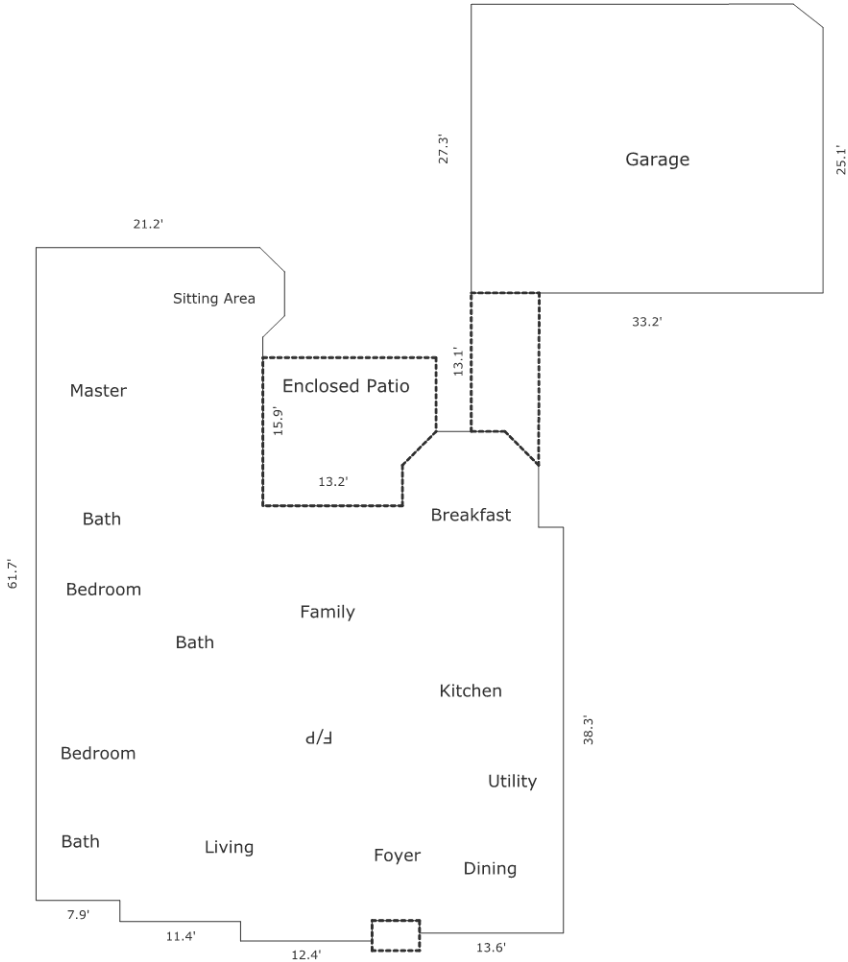 27.3'
Garage
25.1'
21.2'
Sitting Area
33.2'
13.1'
Enclosed Patio
Master
15.9'
13.2'
Breakfast
Bath
61.7'
Bedroom
Family
Bath
Kitchen
38.3'
F/P
Bedroom
Utility
Bath
Living
Foyer
Dining
7.9'
11.4'
12.4'
13.6'